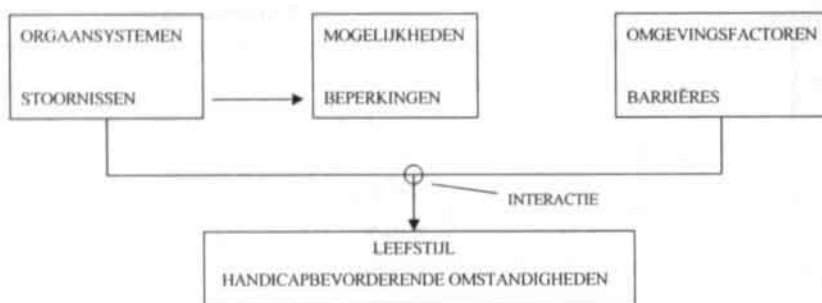 ORGAANSYSTEMEN
STOORNISSEN
MOGELIJKHEDEN
BEPERKINGEN
OMGEVINGSFACTOREN
BARRIÈRES
INTERACTIE
LEEFSTIJL
HANDICAPBEVORDERENDE OMSTANDIGHEDEN